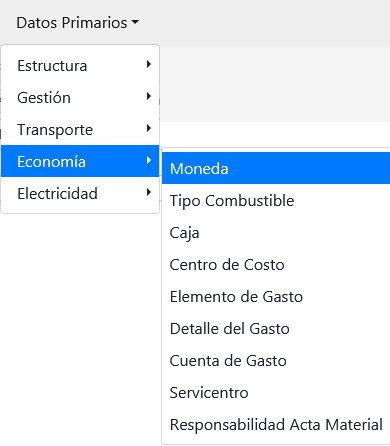 Datos Primarios
Estructura
Gestión
Transporte
Economía
Electricidad
Moneda
Tipo Combustible
Caja
Centro de Costo
Elemento de Gasto
Detalle del Gasto
Cuenta de Gasto
Servicentro
Responsabilidad Acta Material